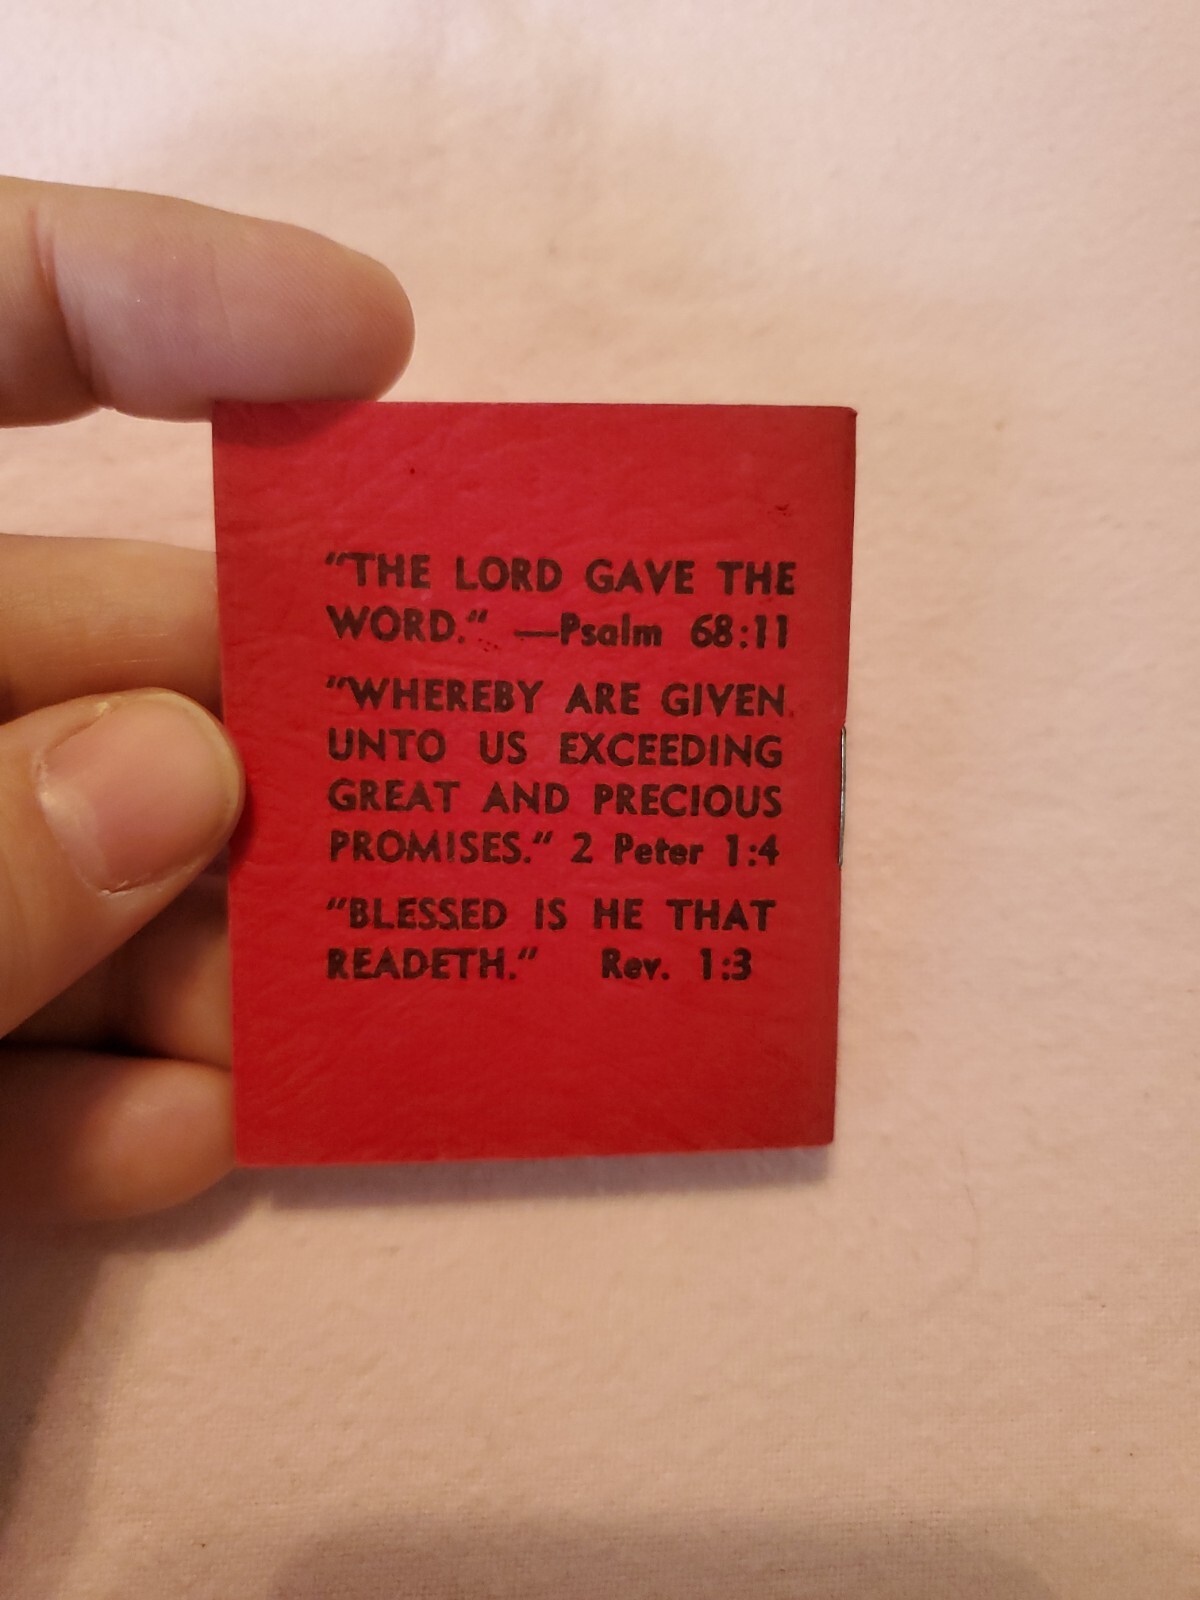 “THE LORD GAVE THE
WORD.“ —Psalm 68:11
“WHEREBY ARE GIVEN
UNTO US EXCEEDING
GREAT AND PRECIOUS
PROMISES.“ 2 Peter 1:4
“BLESSED IS HE THAT
READETH.“ Rev. 1:3